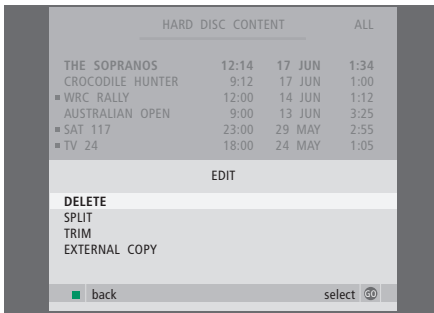 HARD DISC CONTENT ALL
THE SOPRANOS 12:14 17 JUN 1:34
CROCODILE HUNTER 9:12 17 JUN 1:00
WRC RALLY 12:00 14 JUN 1:12
AUSTRALIAN OPEN 9:00 13 JUN 3:25
SAT 117 23:00 29 MAY 2:55
TV 24 18:00 24 MAY 1:05
EDIT
DELETE
SPLIT
TRIM
EXTERNAL COPY
back select GO